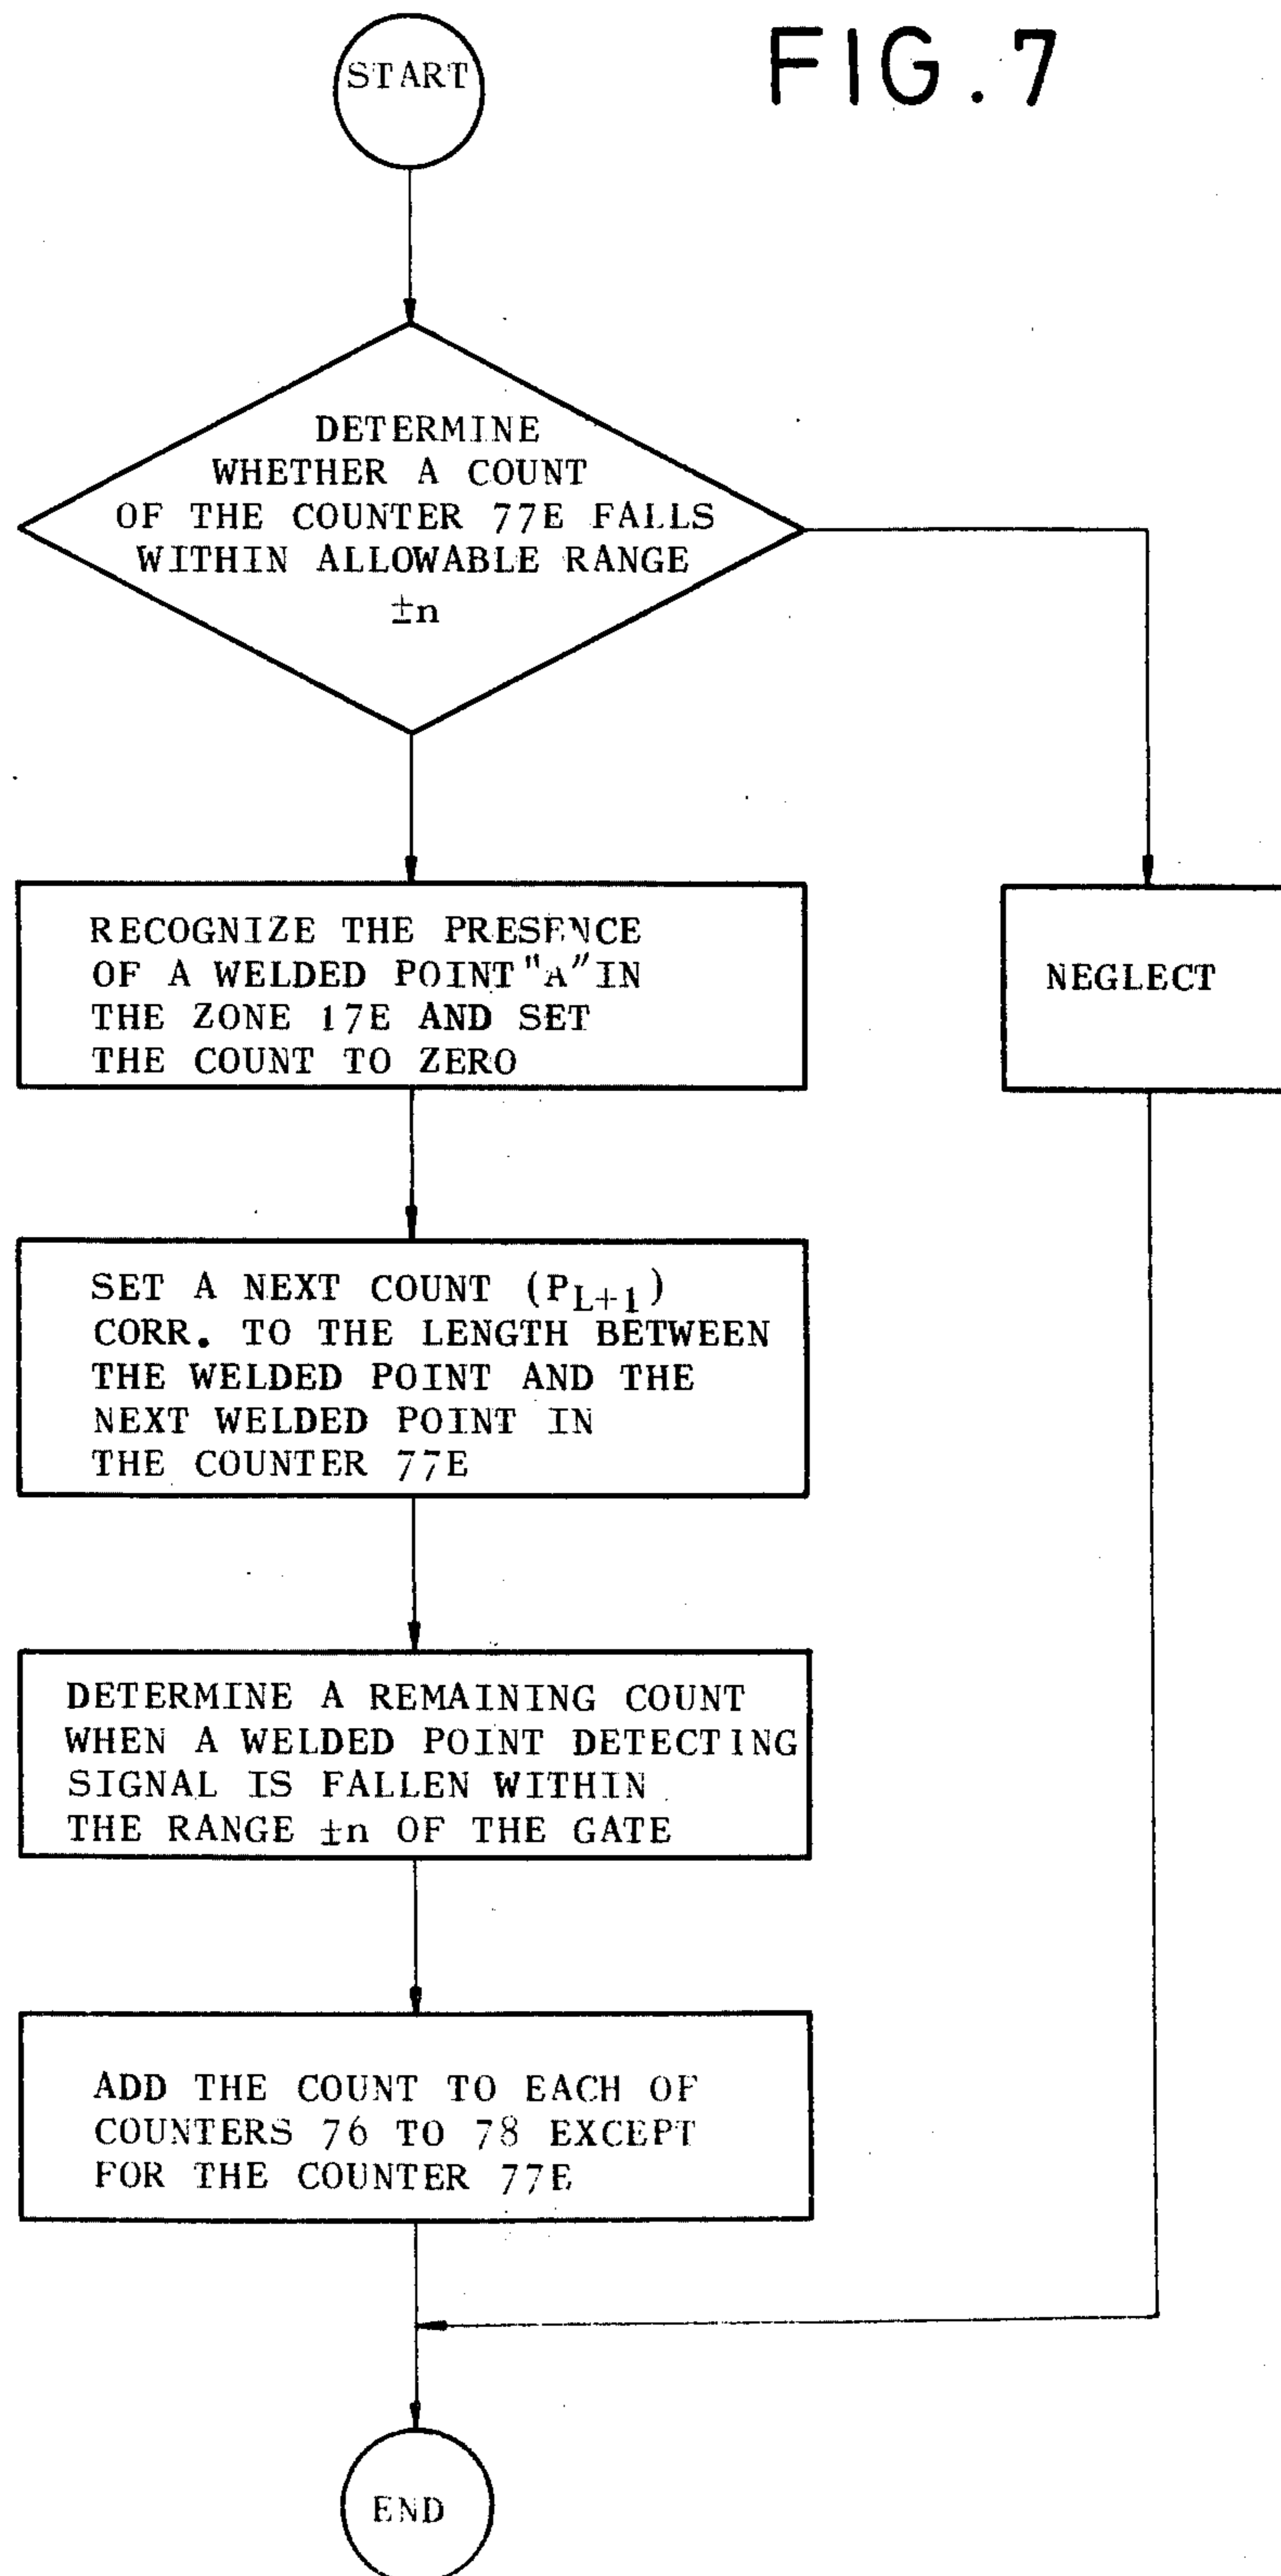 FIG. 7
START
DETERMINE
WHETHER A COUNT
OF THE COUNTER 77E FALLS
WITHIN ALLOWABLE RANGE
±n
RECOGNIZE THE PRESENCE
OF A WELDED POINT "A" IN
THE ZONE 17E AND SET
THE COUNT TO ZERO
NEGLECT
SET A NEXT COUNT (PL+1)
CORR. TO THE LENGTH BETWEEN
THE WELDED POINT AND THE
NEXT WELDED POINT IN
THE COUNTER 77E
DETERMINE A REMAINING COUNT
WHEN A WELDED POINT DETECTING
SIGNAL IS FALLEN WITHIN
THE RANGE ±n OF THE GATE
ADD THE COUNT TO EACH OF
COUNTERS 76 TO 78 EXCEPT
FOR THE COUNTER 77E
END